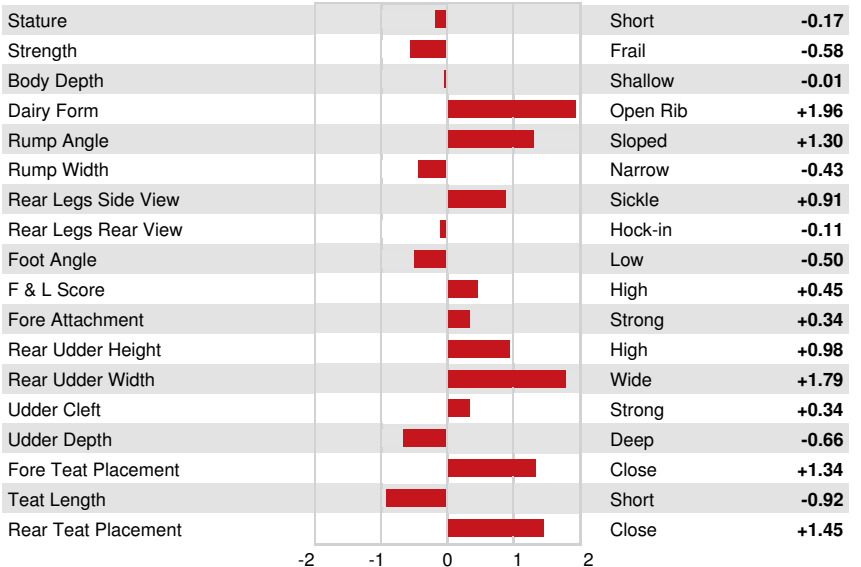 Stature Short -0.17
Strength Frail -0.58
Body Depth Shallow -0.01
Dairy Form Open Rib +1.96
Rump Angle Sloped +1.30
Rump Width Narrow -0.43
Rear Legs Side View Sickle +0.91
Rear Legs Rear View Hock-in -0.11
Foot Angle Low -0.50
F & L Score High +0.45
Fore Attachment Strong +0.34
Rear Udder Height High +0.98
Rear Udder Width Wide +1.79
Udder Cleft Strong +0.34
Udder Depth Deep -0.66
Fore Teat Placement Close +1.34
Teat Length Short -0.92
Rear Teat Placement Close +1.45
-2 -1 0 1 2